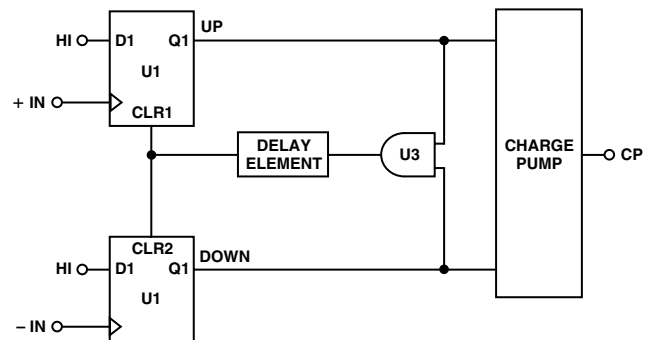 UP
HI D1 Q1
U1
+ IN
CLR1
DELAY
ELEMENT
U3
CHARGE
PUMP
CP
CLR2
DOWN
HI D1 Q1
U1
– IN